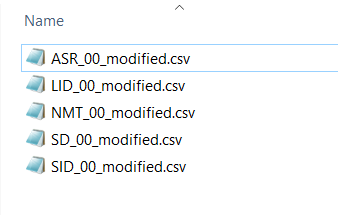 Name
ASR_00_modified.csv
LID_00_modified.csv
NMT_00_modified.csv
SD_00_modified.csv
SID_00_modified.csv